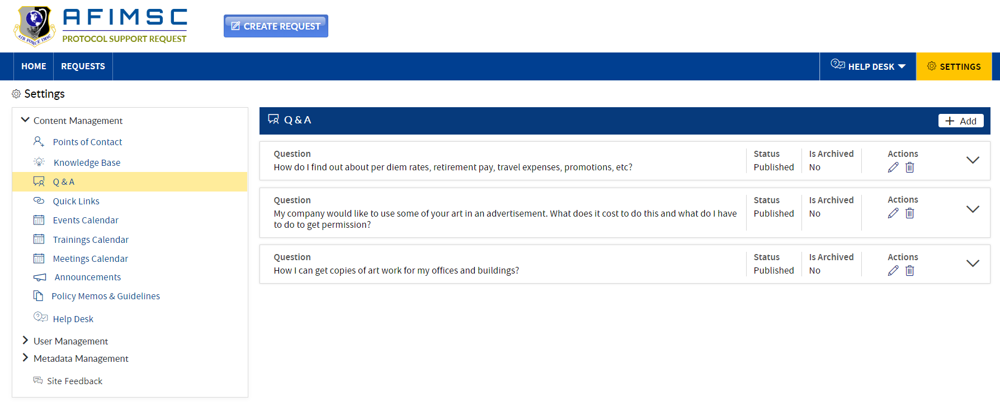 AIR FORCE IMSC
AFIMSC
PROTOCOL SUPPORT REQUEST
CREATE REQUEST
HOME
REQUESTS
HELP DESK
SETTINGS
Settings
Content Management
Points of Contact
Knowledge Base
Q & A
Quick Links
Events Calendar
Trainings Calendar
Meetings Calendar
Announcements
Policy Memos & Guidelines
Help Desk
User Management
Metadata Management
Site Feedback
Q & A
Add
Question Status Is Archived Actions
How do I find out about per diem rates, retirement pay, travel expenses, promotions, etc? Published No
Question Status Is Archived Actions
My company would like to use some of your art in an advertisement. What does it cost to do this and what do I have Published No
to do to get permission?
Question Status Is Archived Actions
How I can get copies of art work for my offices and buildings? Published No